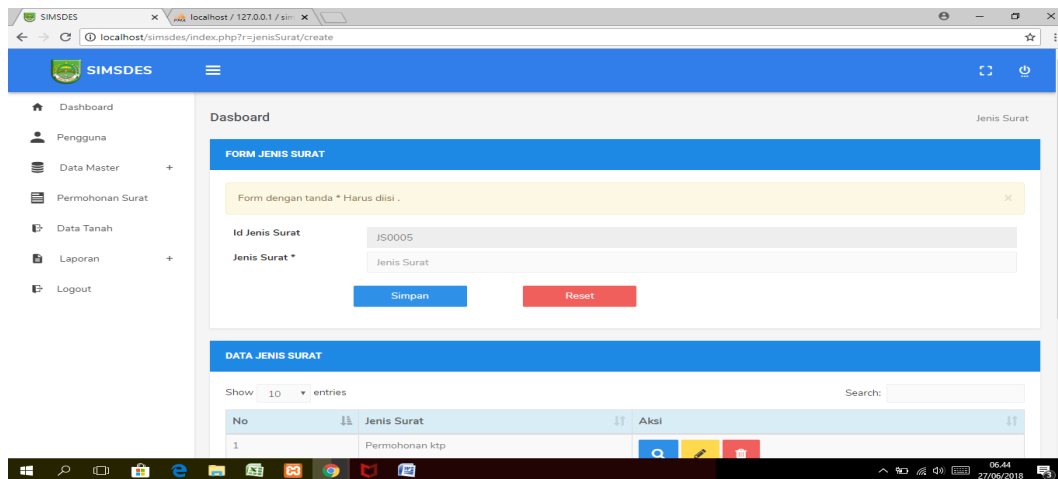 SIMSDES
localhost / 127.0.0.1 / sim
localhost/simsdes/index.php?r=jenisSurat/create
SIMSDES
Dashboard
Pengguna
Data Master +
Permohonan Surat
Data Tanah
Laporan +
Logout
Dasboard
Jenis Surat
FORM JENIS SURAT
Form dengan tanda * Harus diisi .
Id Jenis Surat
JS0005
Jenis Surat *
Jenis Surat
Simpan
Reset
DATA JENIS SURAT
Show 10 entries
Search:
No
Jenis Surat
Aksi
1
Permohonan ktp
06.44
27/06/2018